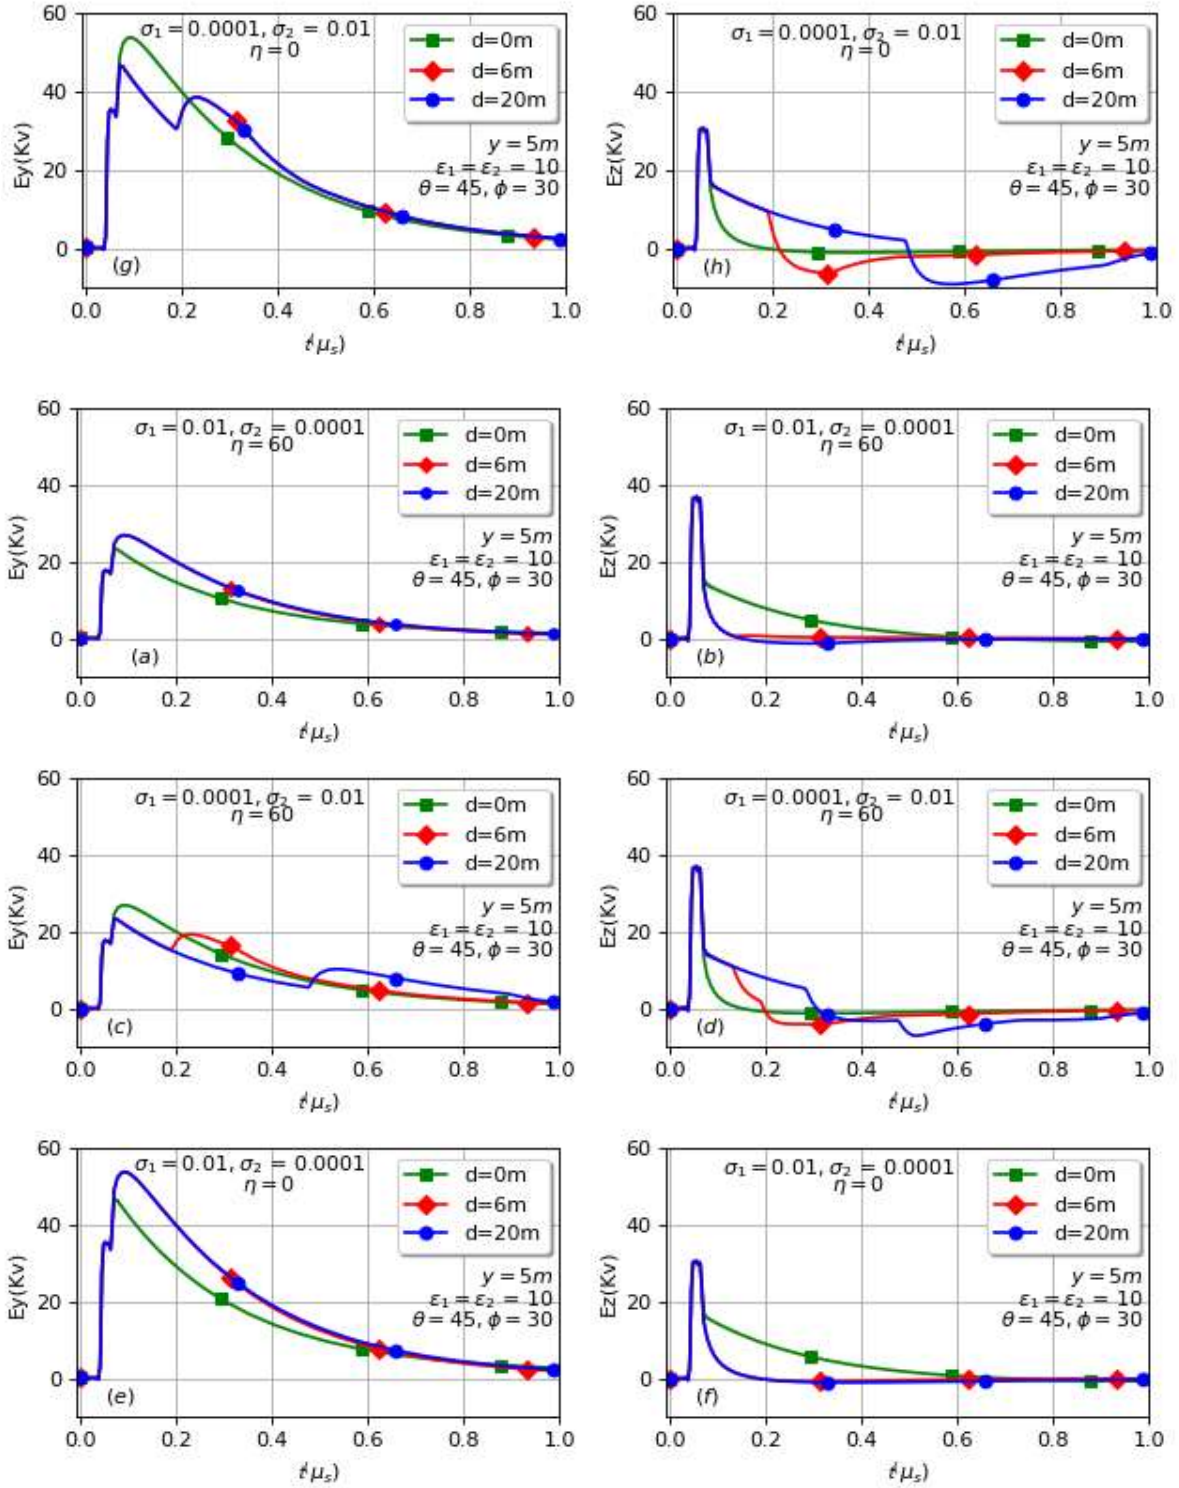 σ₁ = 0.0001, σ₂ = 0.01
η = 0
d=0m
d=6m
d=20m
y = 5m
ε₁ = ε₂ = 10
θ = 45, ϕ = 30
Ey(Kv)
60
40
20
0
(g)
0.0 0.2 0.4 0.6 0.8 1.0
t(μₛ)
σ₁ = 0.0001, σ₂ = 0.01
η = 0
d=0m
d=6m
d=20m
y = 5m
ε₁ = ε₂ = 10
θ = 45, ϕ = 30
Ez(Kv)
60
40
20
0
(h)
0.0 0.2 0.4 0.6 0.8 1.0
t(μₛ)
σ₁ = 0.01, σ₂ = 0.0001
η = 60
d=0m
d=6m
d=20m
y = 5m
ε₁ = ε₂ = 10
θ = 45, ϕ = 30
Ey(Kv)
60
40
20
0
(a)
0.0 0.2 0.4 0.6 0.8 1.0
t(μₛ)
σ₁ = 0.01, σ₂ = 0.0001
η = 60
d=0m
d=6m
d=20m
y = 5m
ε₁ = ε₂ = 10
θ = 45, ϕ = 30
Ez(Kv)
60
40
20
0
(b)
0.0 0.2 0.4 0.6 0.8 1.0
t(μₛ)
σ₁ = 0.0001, σ₂ = 0.01
η = 60
d=0m
d=6m
d=20m
y = 5m
ε₁ = ε₂ = 10
θ = 45, ϕ = 30
Ey(Kv)
60
40
20
0
(c)
0.0 0.2 0.4 0.6 0.8 1.0
t(μₛ)
σ₁ = 0.0001, σ₂ = 0.01
η = 60
d=0m
d=6m
d=20m
y = 5m
ε₁ = ε₂ = 10
θ = 45, ϕ = 30
Ez(Kv)
60
40
20
0
(d)
0.0 0.2 0.4 0.6 0.8 1.0
t(μₛ)
σ₁ = 0.01, σ₂ = 0.0001
η = 0
d=0m
d=6m
d=20m
y = 5m
ε₁ = ε₂ = 10
θ = 45, ϕ = 30
Ey(Kv)
60
40
20
0
(e)
0.0 0.2 0.4 0.6 0.8 1.0
t(μₛ)
σ₁ = 0.01, σ₂ = 0.0001
η = 0
d=0m
d=6m
d=20m
y = 5m
ε₁ = ε₂ = 10
θ = 45, ϕ = 30
Ez(Kv)
60
40
20
0
(f)
0.0 0.2 0.4 0.6 0.8 1.0
t(μₛ)